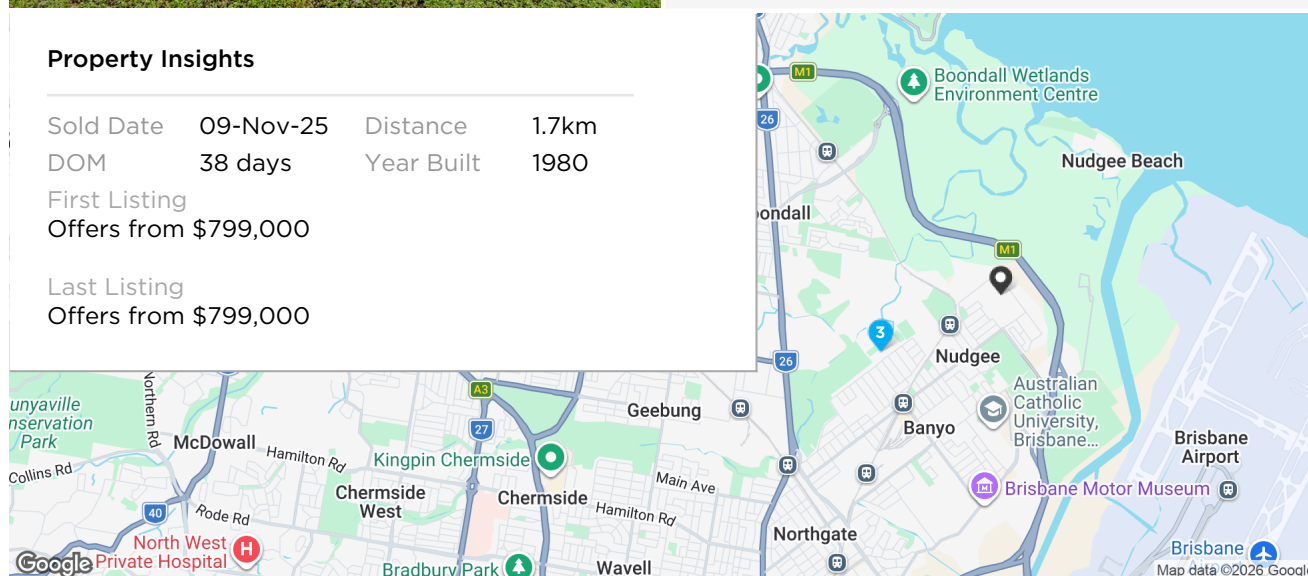 Property Insights
Sold Date 09-Nov-25 Distance 1.7km
DOM 38 days Year Built 1980
First Listing
Offers from $799,000
Last Listing
Offers from $799,000
M1
Boondall Wetlands
Environment Centre
26
Nudgee Beach
oondall
M1
3
Nudgee
26
A3
Australian
Catholic
University,
Brisbane...
unyaville
nservation
Park
Northern Rd
Geebung
27
Banyo
McDowall
Hamilton Rd
Kingpin Chermside
Brisbane
Airport
Collins Rd
Main Ave
Chermside
West
Chermside
Brisbane Motor Museum
40
Rode Rd
Hamilton Rd
Northgate
North West
Private Hospital
H
Brisbane
Google
Bradbury Park
Wavell
Map data ©2026 Google